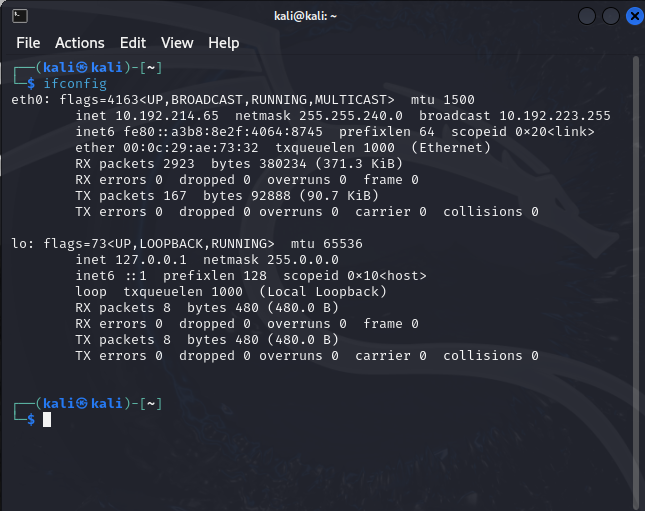 kali@kali: ~
File Actions Edit View Help
┌──(kali㉿kali)-[~]
└─$ ifconfig
eth0: flags=4163<UP,BROADCAST,RUNNING,MULTICAST>  mtu 1500
        inet 10.192.214.65  netmask 255.255.240.0  broadcast 10.192.223.255
        inet6 fe80::a3b8:8e2f:4064:8745  prefixlen 64  scopeid 0×20<link>
        ether 00:0c:29:ae:73:32  txqueuelen 1000  (Ethernet)
        RX packets 2923  bytes 380234 (371.3 KiB)
        RX errors 0  dropped 0  overruns 0  frame 0
        TX packets 167  bytes 92888 (90.7 KiB)
        TX errors 0  dropped 0 overruns 0  carrier 0  collisions 0
lo: flags=73<UP,LOOPBACK,RUNNING>  mtu 65536
        inet 127.0.0.1  netmask 255.0.0.0
        inet6 ::1  prefixlen 128  scopeid 0×10<host>
        loop  txqueuelen 1000  (Local Loopback)
        RX packets 8  bytes 480 (480.0 B)
        RX errors 0  dropped 0  overruns 0  frame 0
        TX packets 8  bytes 480 (480.0 B)
        TX errors 0  dropped 0 overruns 0  carrier 0  collisions 0
┌──(kali㉿kali)-[~]
└─$